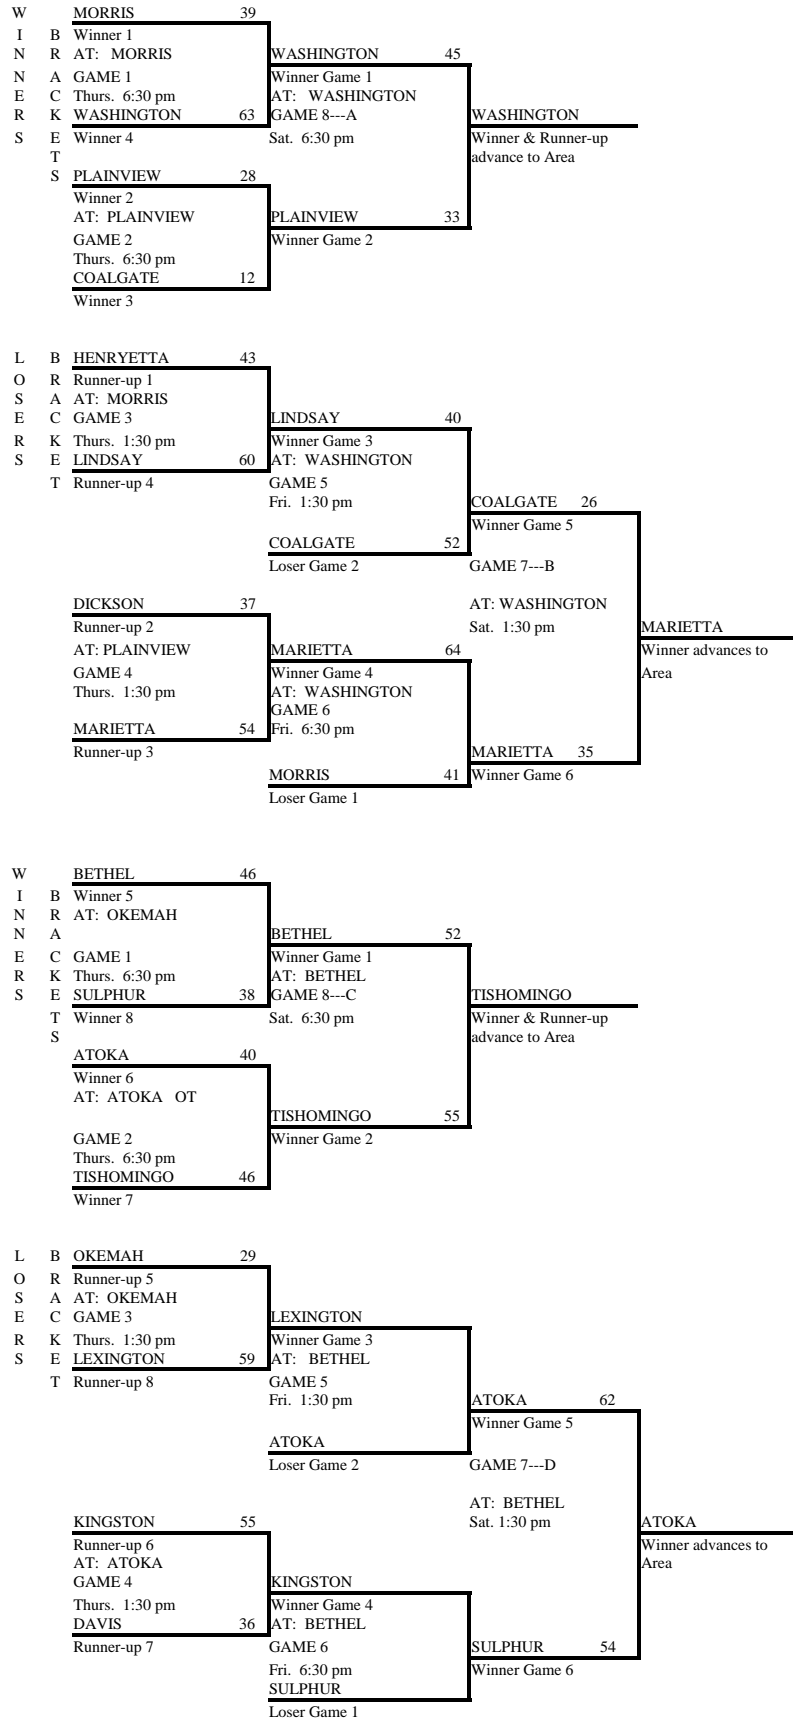 W MORRIS 39
I B Winner 1
N R AT: MORRIS WASHINGTON 45
N A GAME 1 Winner Game 1
E C Thurs. 6:30 pm AT: WASHINGTON
R K WASHINGTON 63 GAME 8---A WASHINGTON
S E Winner 4 Sat. 6:30 pm Winner & Runner-up
T advance to Area
S PLAINVIEW 28
Winner 2
AT: PLAINVIEW PLAINVIEW 33
GAME 2 Winner Game 2
Thurs. 6:30 pm
COALGATE 12
Winner 3
L B HENRYETTA 43
O R Runner-up 1
S A AT: MORRIS
E C GAME 3 LINDSAY 40
R K Thurs. 1:30 pm Winner Game 3
S E LINDSAY 60 AT: WASHINGTON
T Runner-up 4 GAME 5
Fri. 1:30 pm COALGATE 26
Winner Game 5
COALGATE 52
Loser Game 2 GAME 7---B
DICKSON 37 AT: WASHINGTON
Runner-up 2 Sat. 1:30 pm MARIETTA
AT: PLAINVIEW MARIETTA 64 Winner advances to
GAME 4 Winner Game 4 Area
Thurs. 1:30 pm AT: WASHINGTON
GAME 6
MARIETTA 54 Fri. 6:30 pm
Runner-up 3 MARIETTA 35
MORRIS 41 Winner Game 6
Loser Game 1
W BETHEL 46
I B Winner 5
N R AT: OKEMAH
N A BETHEL 52
E C GAME 1 Winner Game 1
R K Thurs. 6:30 pm AT: BETHEL
S E SULPHUR 38 GAME 8---C TISHOMINGO
T Winner 8 Sat. 6:30 pm Winner & Runner-up
S advance to Area
ATOKA 40
Winner 6
AT: ATOKA OT
TISHOMINGO 55
GAME 2 Winner Game 2
Thurs. 6:30 pm
TISHOMINGO 46
Winner 7
L B OKEMAH 29
O R Runner-up 5
S A AT: OKEMAH
E C GAME 3 LEXINGTON
R K Thurs. 1:30 pm Winner Game 3
S E LEXINGTON 59 AT: BETHEL
T Runner-up 8 GAME 5
Fri. 1:30 pm ATOKA 62
Winner Game 5
ATOKA
Loser Game 2 GAME 7---D
AT: BETHEL
KINGSTON 55 Sat. 1:30 pm ATOKA
Runner-up 6 Winner advances to
AT: ATOKA Area
GAME 4 KINGSTON
Thurs. 1:30 pm Winner Game 4
DAVIS 36 AT: BETHEL
Runner-up 7 GAME 6 SULPHUR 54
Fri. 6:30 pm Winner Game 6
SULPHUR
Loser Game 1